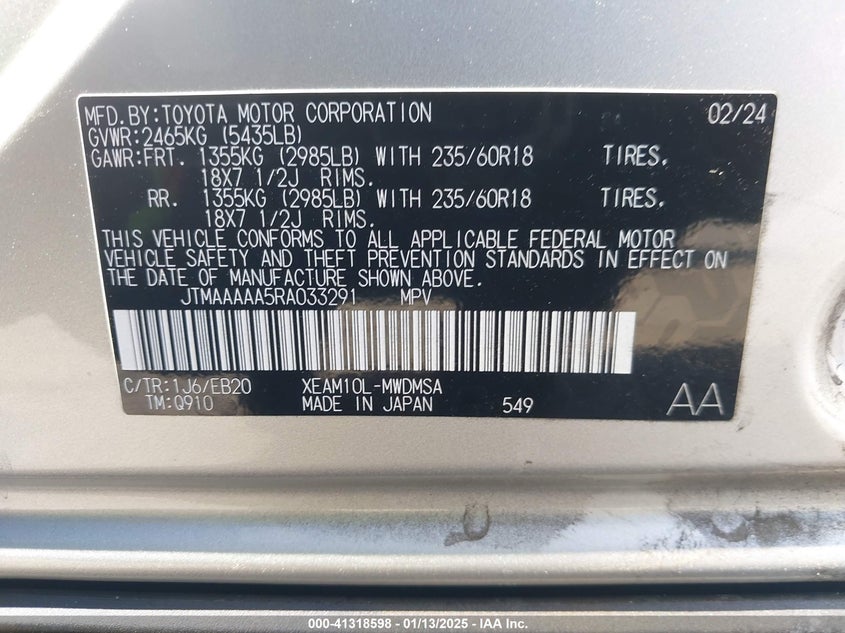 MFD.BY:TOYOTA MOTOR CORPORATION 02/24
GVWR:2465KG (5435LB)
GAWR:FRT. 1355KG (2985LB) WITH 235/60R18 TIRES.
18X7 1/2J RIMS.
RR. 1355KG (2985LB) WITH 235/60R18 TIRES.
18X7 1/2J RIMS.
THIS VEHICLE CONFORMS TO ALL APPLICABLE FEDERAL MOTOR
VEHICLE SAFETY AND THEFT PREVENTION STANDARDS IN EFFECT ON
THE DATE OF MANUFACTURE SHOWN ABOVE.
JTMAAAAA5RA033291 MPV
C/TR:1J6/EB20 XEAM10L-MWDMSA
TM:Q910 MADE IN JAPAN 549 AA
000-41318598 - 01/13/2025 - IAA Inc.